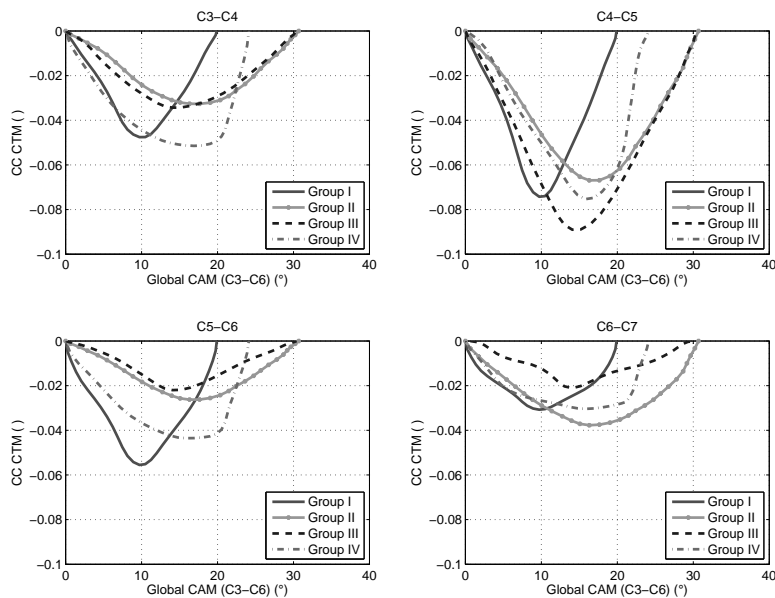 C3−C4
0
−0.02
−0.04
−0.06
−0.08
−0.1
CC CTM ( )
0 10 20 30 40
Global CAM (C3−C6) (°)
Group I
Group II
Group III
Group IV
C4−C5
0
−0.02
−0.04
−0.06
−0.08
−0.1
CC CTM ( )
0 10 20 30 40
Global CAM (C3−C6) (°)
Group I
Group II
Group III
Group IV
C5−C6
0
−0.02
−0.04
−0.06
−0.08
−0.1
CC CTM ( )
0 10 20 30 40
Global CAM (C3−C6) (°)
Group I
Group II
Group III
Group IV
C6−C7
0
−0.02
−0.04
−0.06
−0.08
−0.1
CC CTM ( )
0 10 20 30 40
Global CAM (C3−C6) (°)
Group I
Group II
Group III
Group IV